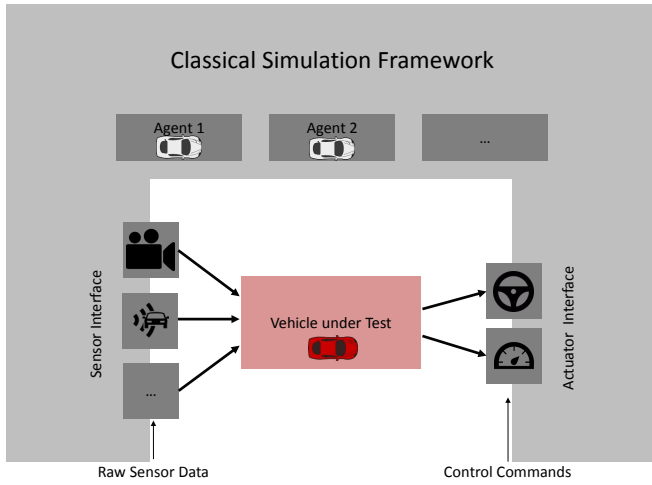 Classical Simulation Framework
Agent 1
Agent 2
...
Sensor Interface
Vehicle under Test
Actuator Interface
...
Raw Sensor Data
Control Commands